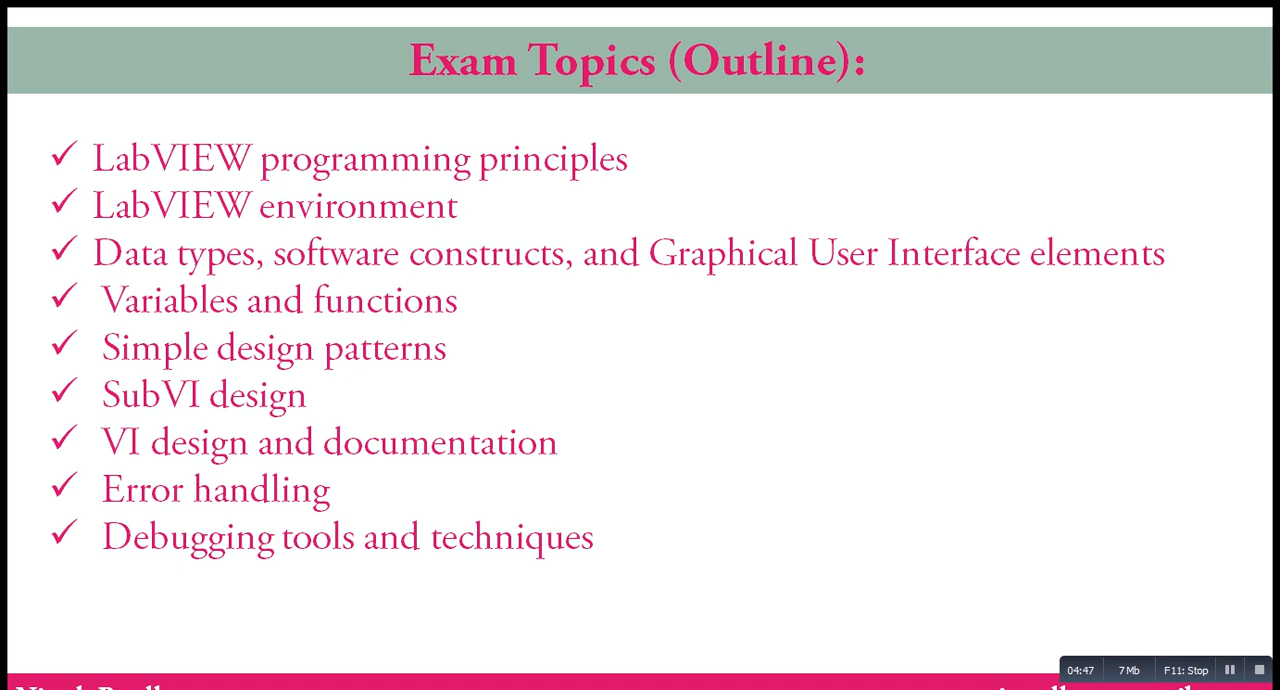 Exam Topics (Outline):
✓ LabVIEW programming principles
✓ LabVIEW environment
✓ Data types, software constructs, and Graphical User Interface elements
✓ Variables and functions
✓ Simple design patterns
✓ SubVI design
✓ VI design and documentation
✓ Error handling
✓ Debugging tools and techniques
04:47 7 Mb F11: Stop